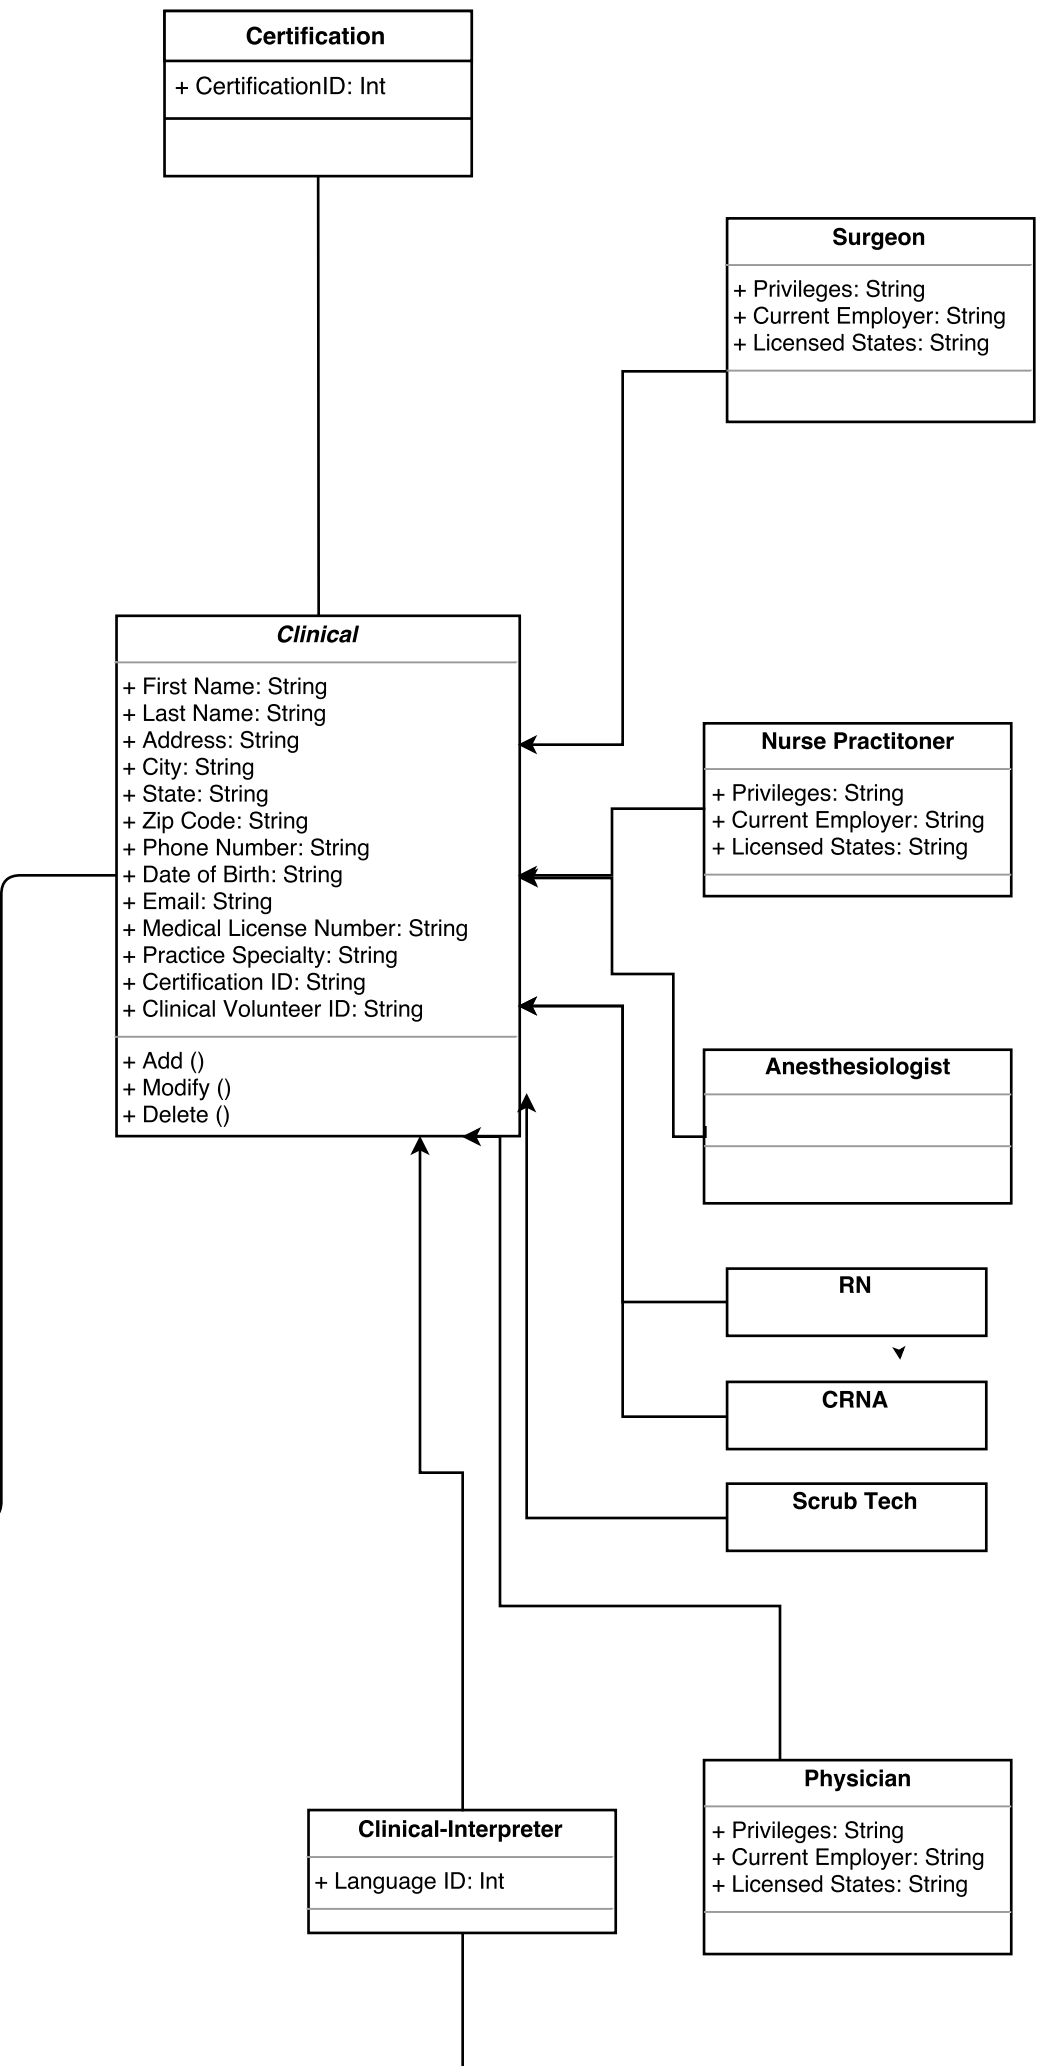 Certification
+ CertificationID: Int
Surgeon
+ Privileges: String
+ Current Employer: String
+ Licensed States: String
Clinical
+ First Name: String
+ Last Name: String
+ Address: String
+ City: String
+ State: String
+ Zip Code: String
+ Phone Number: String
+ Date of Birth: String
+ Email: String
+ Medical License Number: String
+ Practice Specialty: String
+ Certification ID: String
+ Clinical Volunteer ID: String
+ Add ()
+ Modify ()
+ Delete ()
Nurse Practitoner
+ Privileges: String
+ Current Employer: String
+ Licensed States: String
Anesthesiologist
RN
CRNA
Scrub Tech
Physician
+ Privileges: String
+ Current Employer: String
+ Licensed States: String
Clinical-Interpreter
+ Language ID: Int